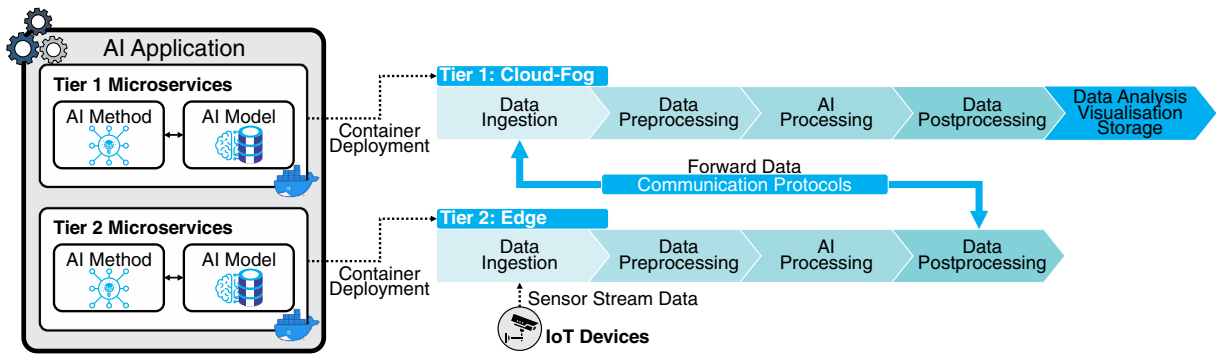 AI Application
Tier 1 Microservices
AI Method
AI Model
Container
Deployment
Tier 1: Cloud-Fog
Data
Ingestion
Data
Preprocessing
AI
Processing
Data
Postprocessing
Data Analysis
Visualisation
Storage
Forward Data
Communication Protocols
Tier 2 Microservices
AI Method
AI Model
Container
Deployment
Tier 2: Edge
Data
Ingestion
Data
Preprocessing
AI
Processing
Data
Postprocessing
Sensor Stream Data
IoT Devices